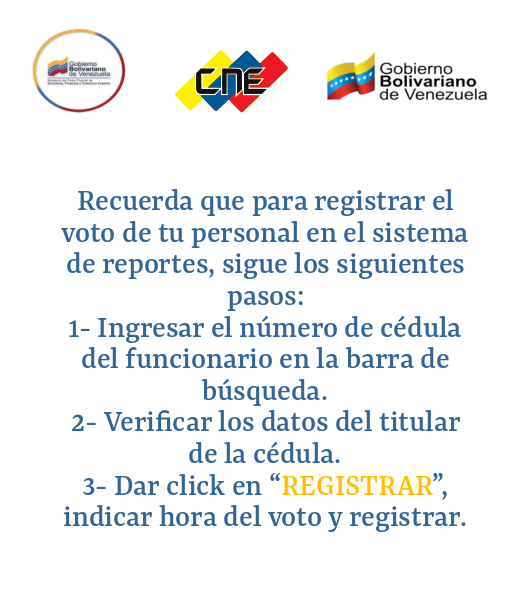 Gobierno
Bolivariano
de Venezuela
CNE
Gobierno
Bolivariano
de Venezuela
Recuerda que para registrar el
voto de tu personal en el sistema
de reportes, sigue los siguientes
pasos:
1- Ingresar el número de cédula
del funcionario en la barra de
búsqueda.
2- Verificar los datos del titular
de la cédula.
3- Dar click en “REGISTRAR”,
indicar hora del voto y registrar.